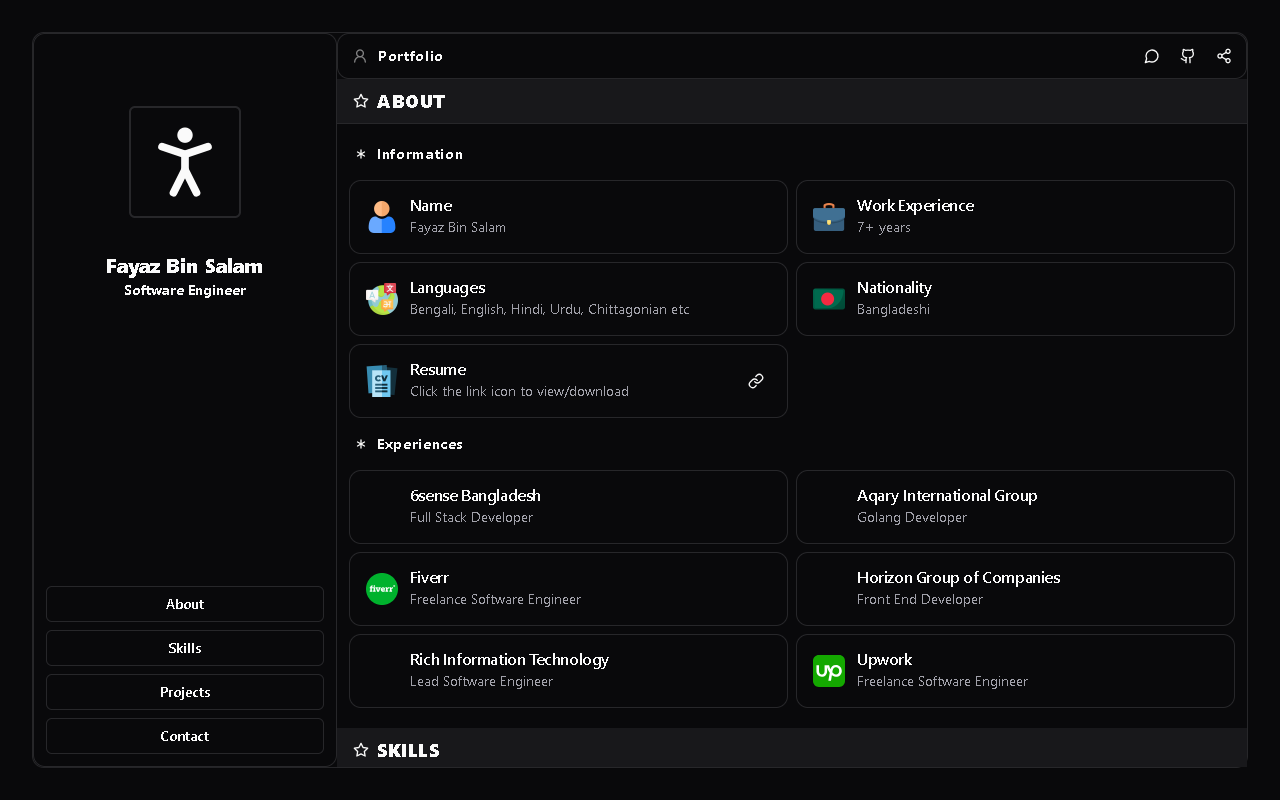 Fayaz Bin Salam
Software Engineer
About
Skills
Projects
Contact
Portfolio
ABOUT
Information
Name
Fayaz Bin Salam
Work Experience
7+ years
Languages
Bengali, English, Hindi, Urdu, Chittagonian etc
Nationality
Bangladeshi
CV
Resume
Click the link icon to view/download
Experiences
6sense Bangladesh
Full Stack Developer
Aqary International Group
Golang Developer
fiverr
Fiverr
Freelance Software Engineer
Horizon Group of Companies
Front End Developer
Rich Information Technology
Lead Software Engineer
up
Upwork
Freelance Software Engineer
SKILLS